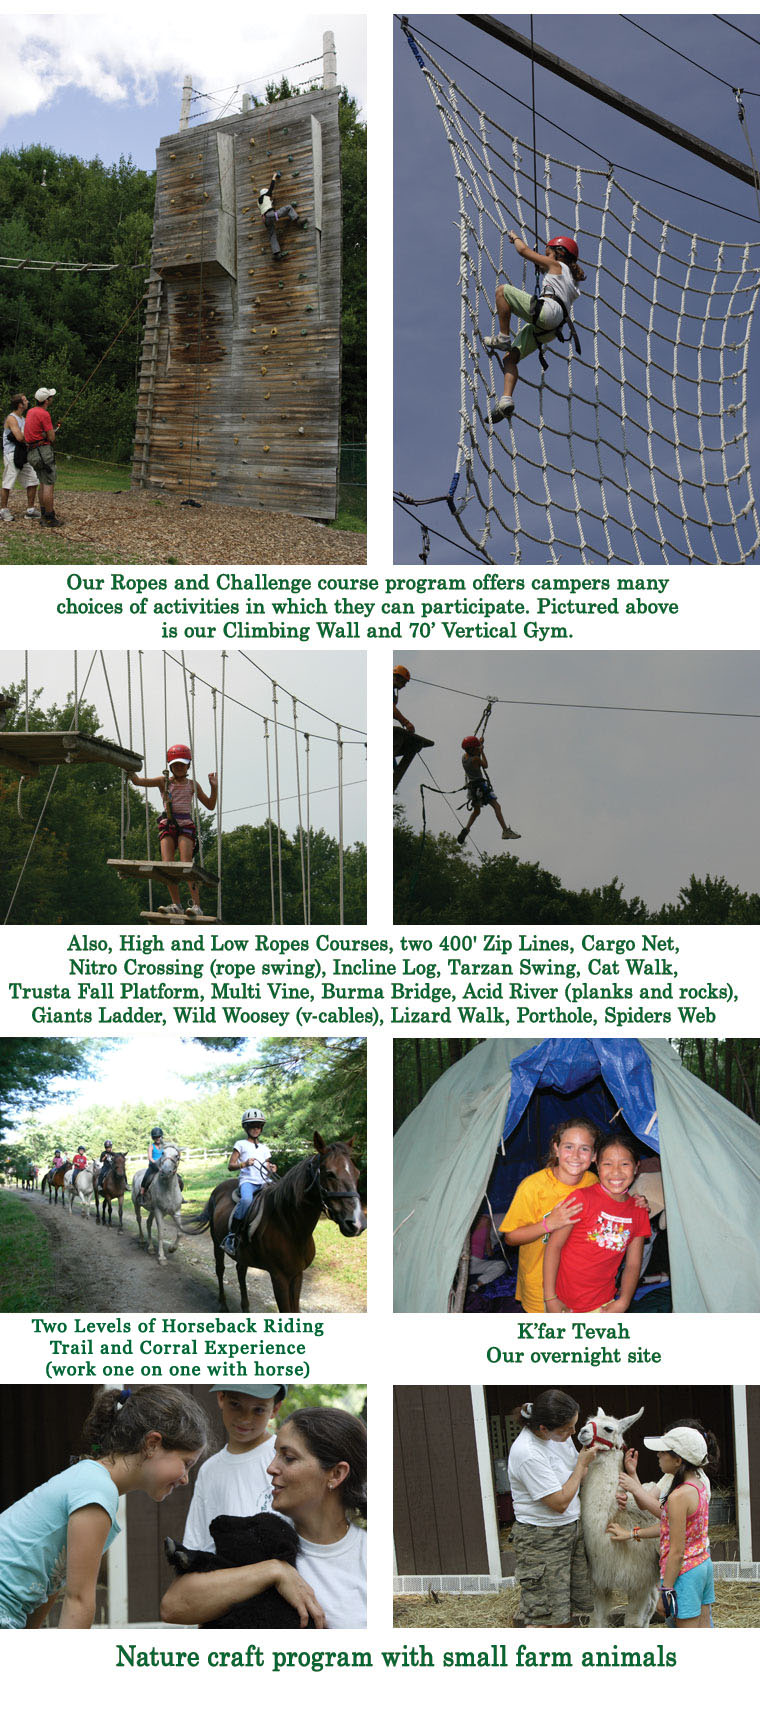 Our Ropes and Challenge course program offers campers many
choices of activities in which they can participate. Pictured above
is our Climbing Wall and 70’ Vertical Gym.
Also, High and Low Ropes Courses, two 400' Zip Lines, Cargo Net,
Nitro Crossing (rope swing), Incline Log, Tarzan Swing, Cat Walk,
Trusta Fall Platform, Multi Vine, Burma Bridge, Acid River (planks and rocks),
Giants Ladder, Wild Woosey (v-cables), Lizard Walk, Porthole, Spiders Web
Two Levels of Horseback Riding
Trail and Corral Experience
(work one on one with horse)
K’far Tevah
Our overnight site
Nature craft program with small farm animals